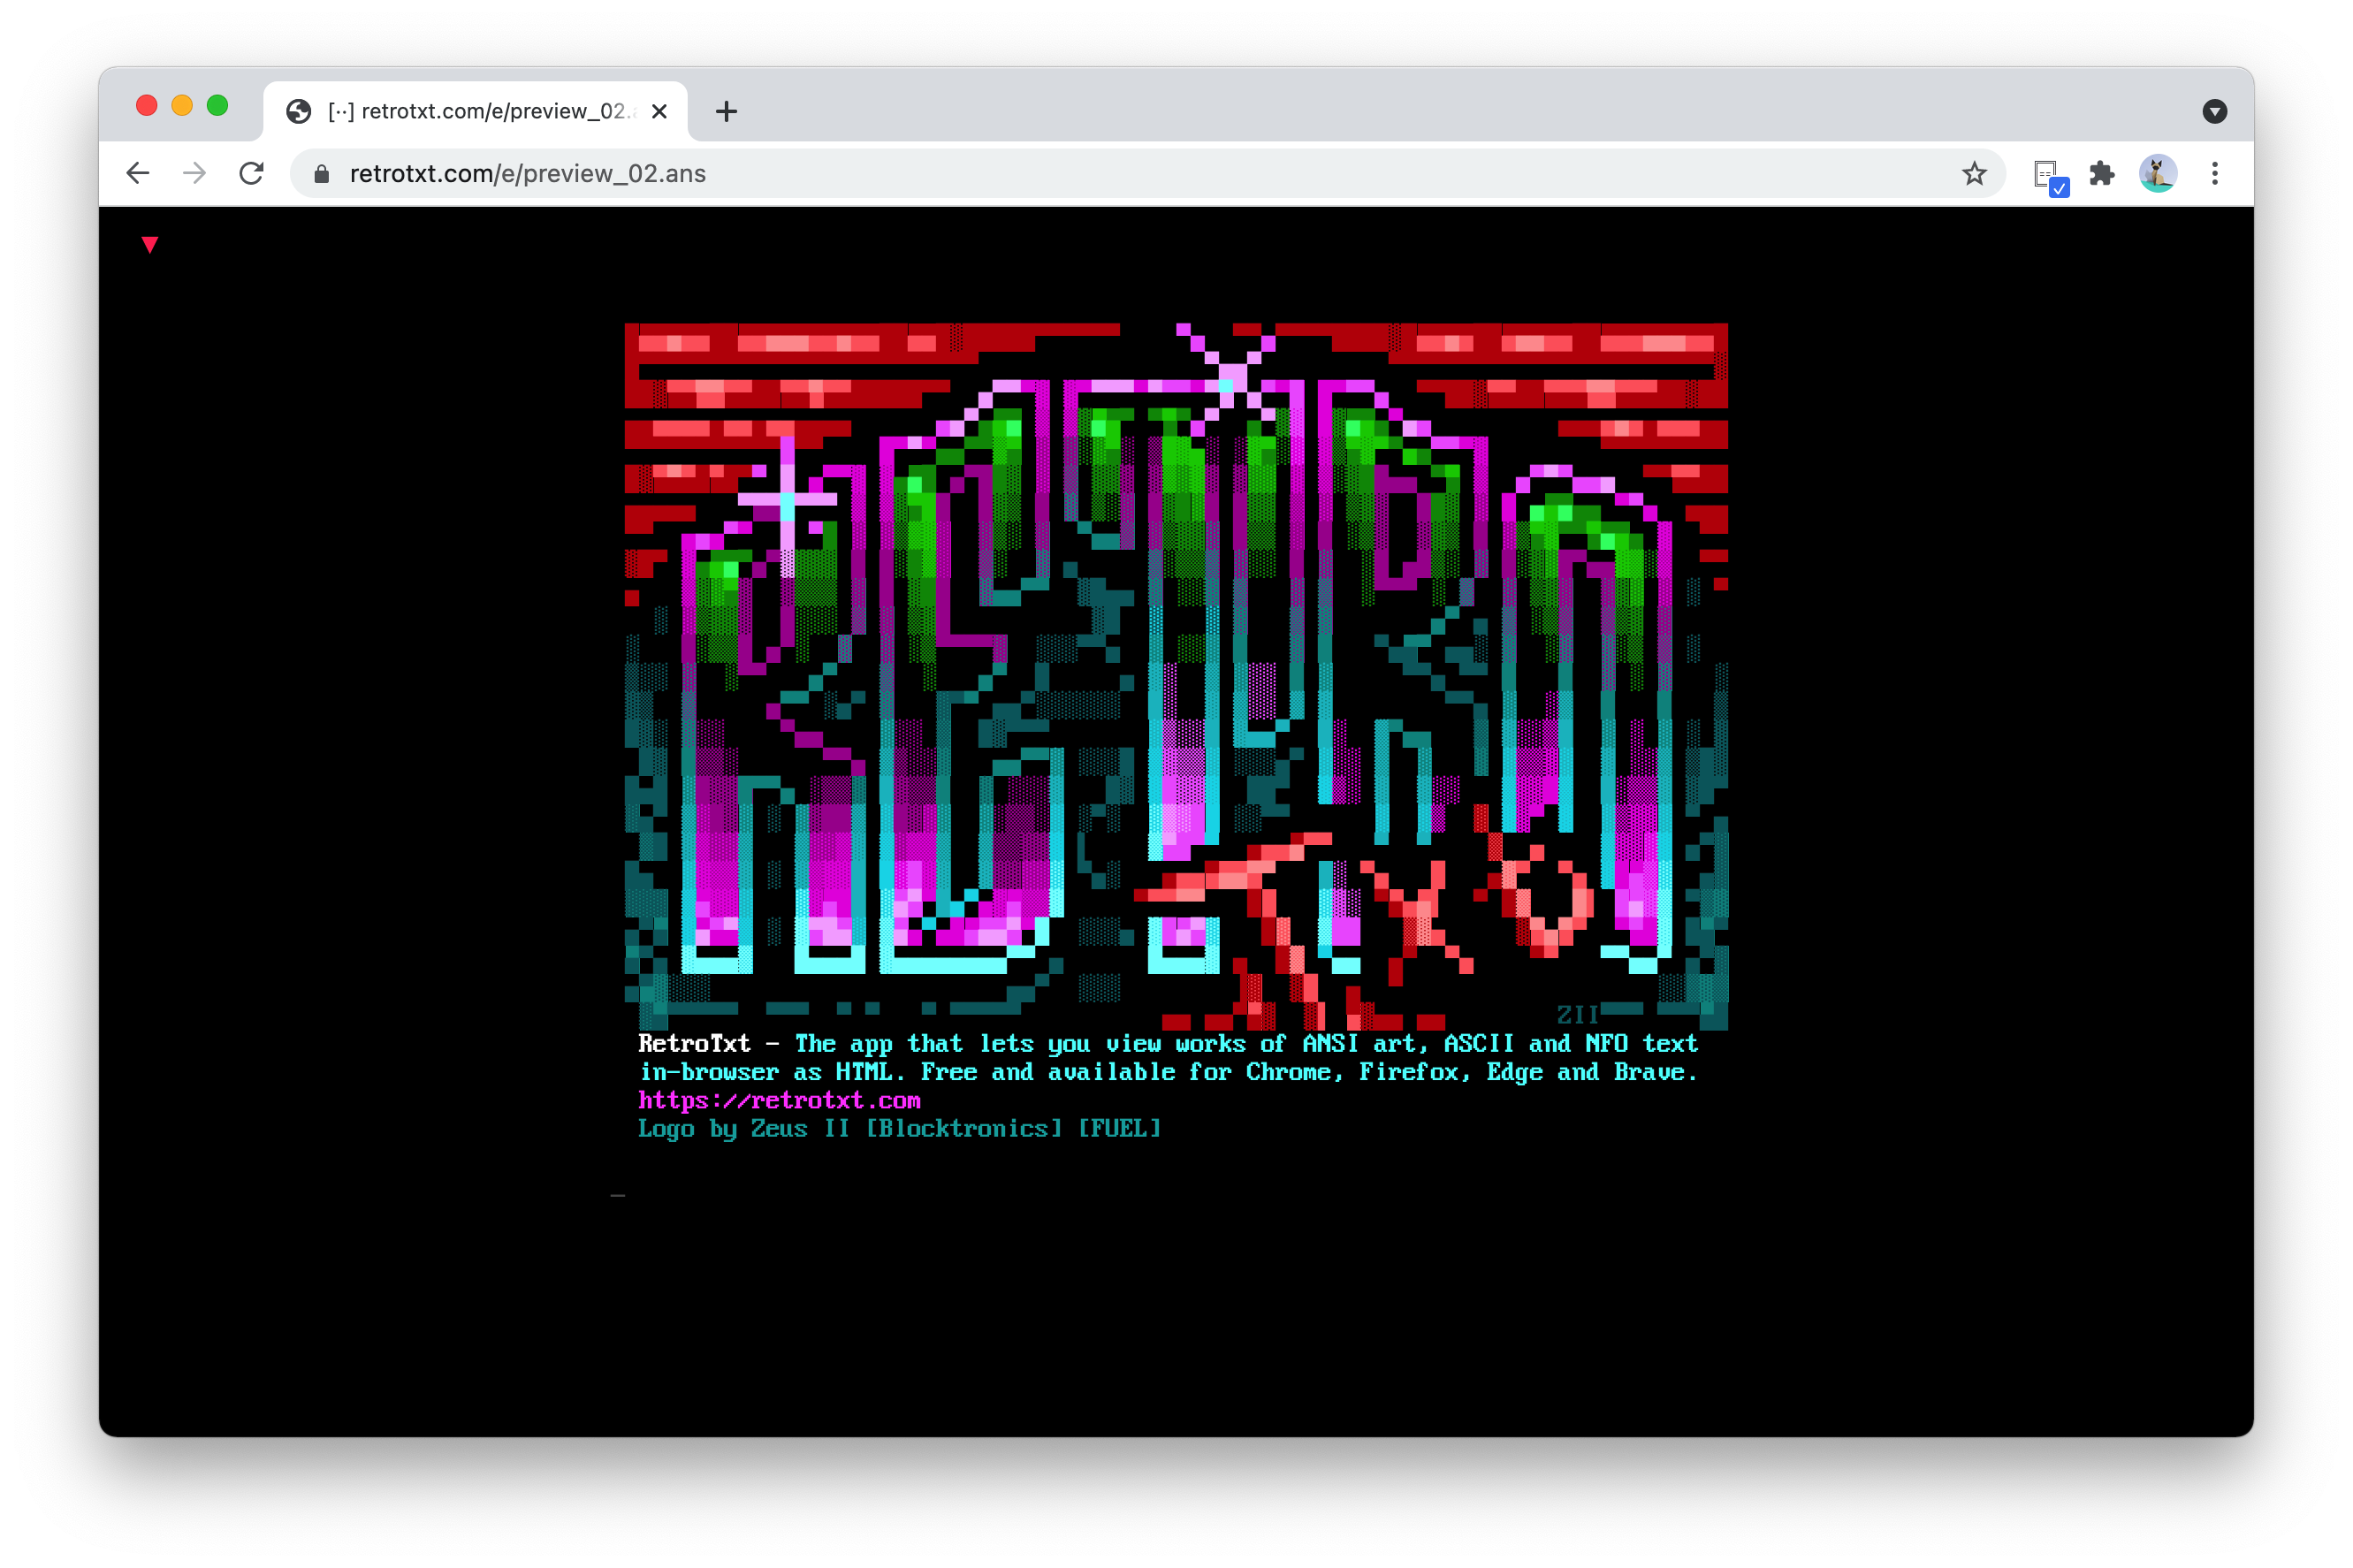 [··] retrotxt.com/e/preview_02.
retrotxt.com/e/preview_02.ans
RETRO
Txt
ZII
RetroTxt – The app that lets you view works of ANSI art, ASCII and NFO text
in-browser as HTML. Free and available for Chrome, Firefox, Edge and Brave.
https://retrotxt.com
Logo by Zeus II [Blocktronics] [FUEL]